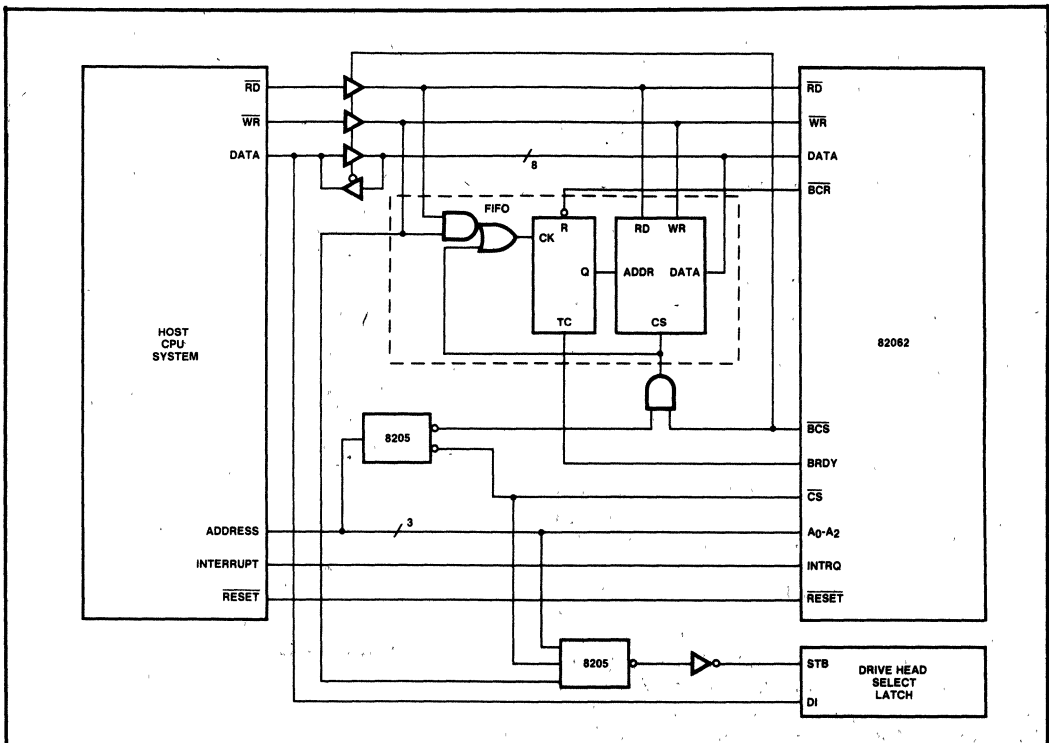 HOST
CPU
SYSTEM
RD
WR
DATA
ADDRESS
INTERRUPT
RESET
8
FIFO
CK
R
Q
TC
RD WR
ADDR DATA
CS
8205
3
8205
82062
RD
WR
DATA
BCR
BCS
BRDY
CS
A0-A2
INTRQ
RESET
STB
DI
DRIVE HEAD
SELECT
LATCH